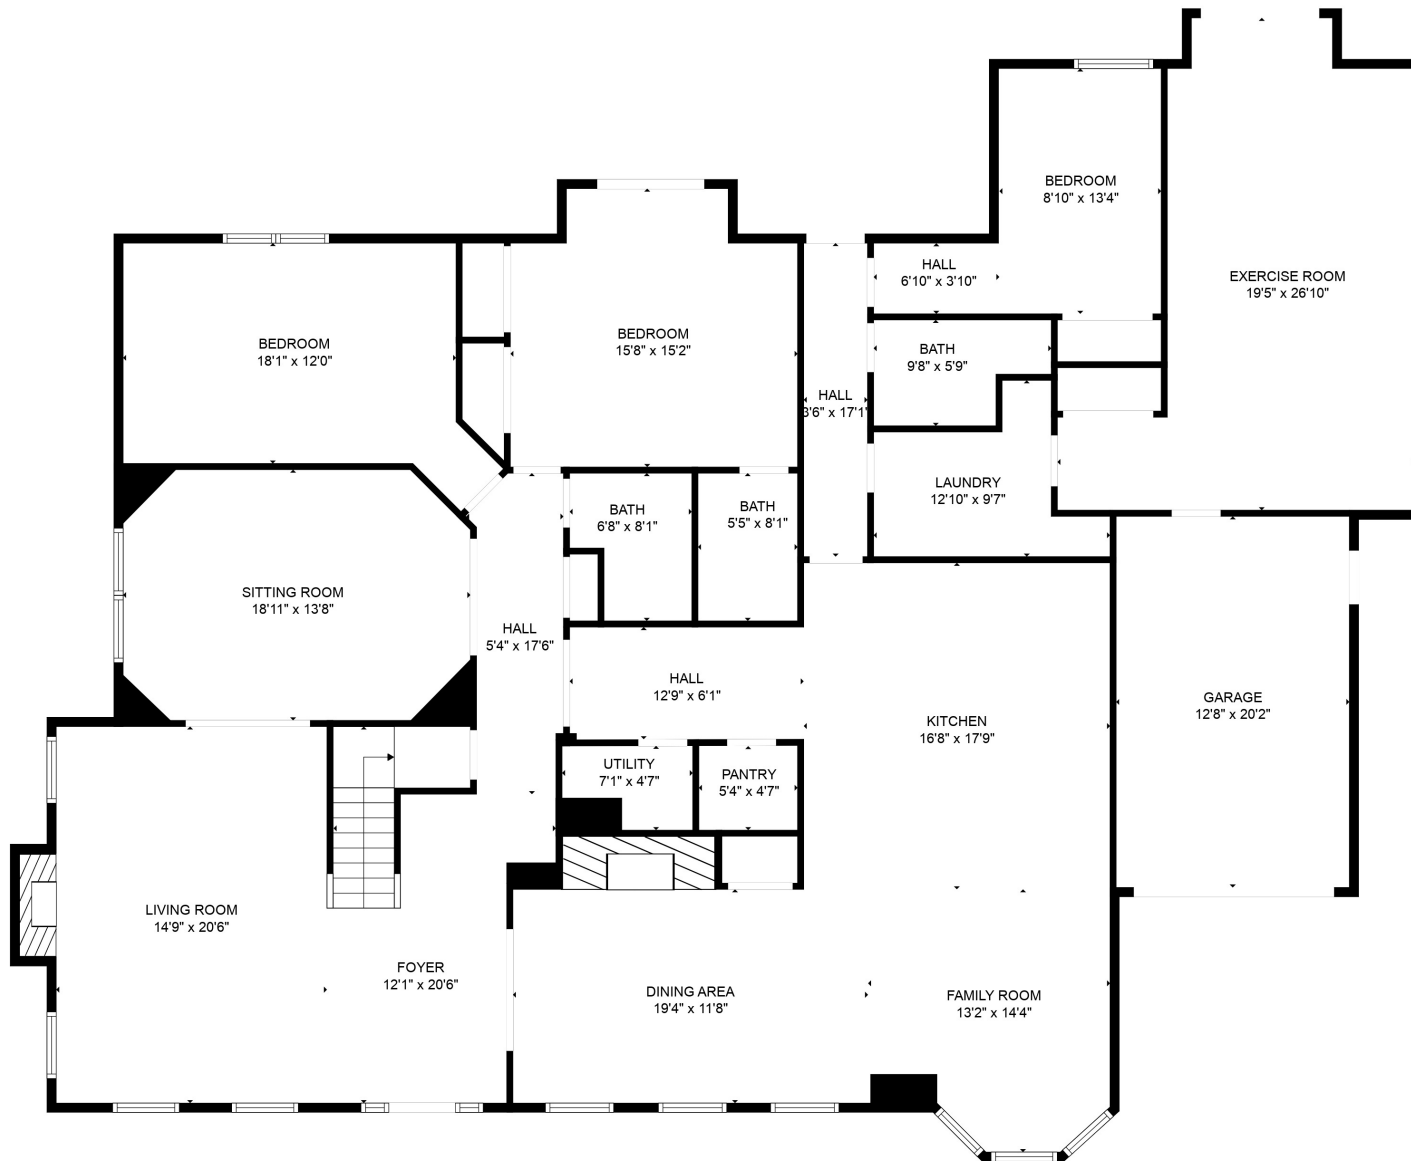 BEDROOM
8'10" x 13'4"
HALL
6'10" x 3'10"
EXERCISE ROOM
19'5" x 26'10"
BEDROOM
18'1" x 12'0"
BEDROOM
15'8" x 15'2"
BATH
9'8" x 5'9"
HALL
3'6" x 17'1"
LAUNDRY
12'10" x 9'7"
BATH
6'8" x 8'1"
BATH
5'5" x 8'1"
SITTING ROOM
18'11" x 13'8"
HALL
5'4" x 17'6"
HALL
12'9" x 6'1"
GARAGE
12'8" x 20'2"
KITCHEN
16'8" x 17'9"
UTILITY
7'1" x 4'7"
PANTRY
5'4" x 4'7"
LIVING ROOM
14'9" x 20'6"
FOYER
12'1" x 20'6"
DINING AREA
19'4" x 11'8"
FAMILY ROOM
13'2" x 14'4"